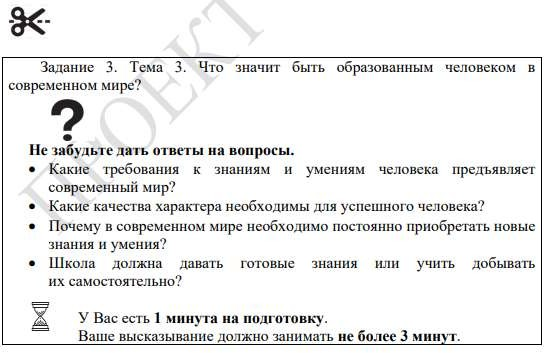 ПРОЕКТ
Задание 3. Тема 3. Что значит быть образованным человеком в
современном мире?
?
Не забудьте дать ответы на вопросы.
• Какие требования к знаниям и умениям человека предъявляет
современный мир?
• Какие качества характера необходимы для успешного человека?
• Почему в современном мире необходимо постоянно приобретать новые
знания и умения?
• Школа должна давать готовые знания или учить добывать
их самостоятельно?
У Вас есть 1 минута на подготовку.
Ваше высказывание должно занимать не более 3 минут.